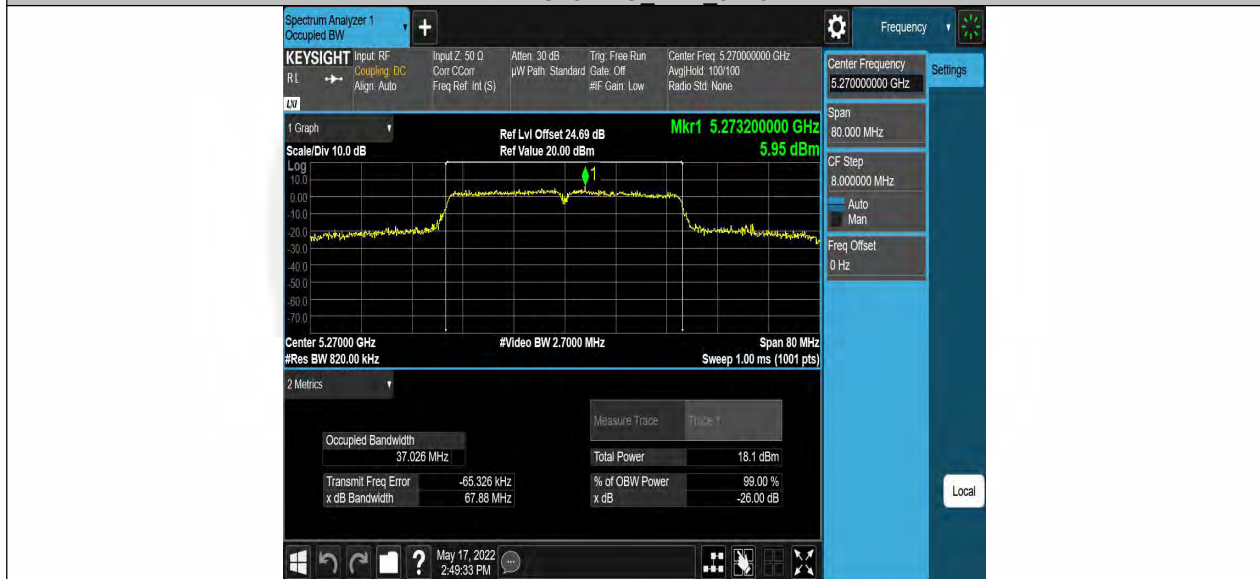 Spectrum Analyzer 1
Occupied BW
+
Frequency
KEYSIGHT
RL
LXI
Input: RF
Coupling: DC
Align: Auto
Input Z: 50 Ω
Corr CCorr
Freq Ref: Int (S)
Atten: 30 dB
µW Path: Standard
Trig: Free Run
Gate: Off
#IF Gain: Low
Center Freq: 5.270000000 GHz
Avg|Hold: 100/100
Radio Std: None
Center Frequency
5.270000000 GHz
Settings
Span
80.000 MHz
CF Step
8.000000 MHz
Auto
Man
Freq Offset
0 Hz
1 Graph
Scale/Div 10.0 dB
Ref Lvl Offset 24.69 dB
Ref Value 20.00 dBm
Mkr1 5.273200000 GHz
5.95 dBm
Log
10.0
0.00
-10.0
-20.0
-30.0
-40.0
-50.0
-60.0
-70.0
1
Center 5.27000 GHz
#Res BW 820.00 kHz
#Video BW 2.7000 MHz
Span 80 MHz
Sweep 1.00 ms (1001 pts)
2 Metrics
Measure Trace
Trace 1
Occupied Bandwidth
37.026 MHz
Total Power 18.1 dBm
Transmit Freq Error -65.326 kHz
% of OBW Power 99.00 %
x dB Bandwidth 67.88 MHz
x dB -26.00 dB
Local
?
May 17, 2022
2:49:33 PM